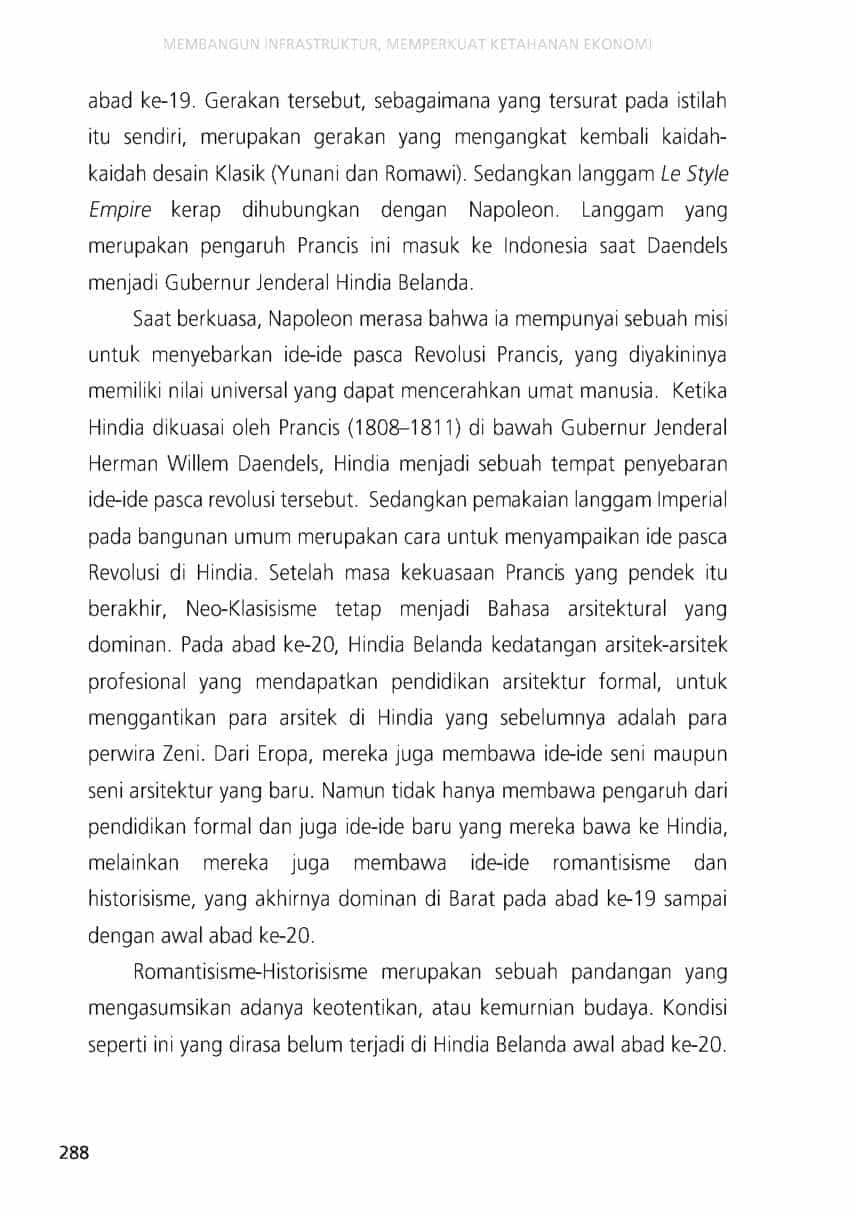 MEMBANGUN INFRASTRUKTUR, MEMPERKUAT KETAHANAN EKONOMI
abad ke-19. Gerakan tersebut, sebagaimana yang tersurat pada istilah
itu sendiri, merupakan gerakan yang mengangkat kembali kaidah-
kaidah desain Klasik (Yunani dan Romawi). Sedangkan langgam Le Style
Empire kerap dihubungkan dengan Napoleon. Langgam yang
merupakan pengaruh Prancis ini masuk ke Indonesia saat Daendels
menjadi Gubernur Jenderal Hindia Belanda.
Saat berkuasa, Napoleon merasa bahwa ia mempunyai sebuah misi
untuk menyebarkan ide-ide pasca Revolusi Prancis, yang diyakininya
memiliki nilai universal yang dapat mencerahkan umat manusia.  Ketika
Hindia dikuasai oleh Prancis (1808–1811) di bawah Gubernur Jenderal
Herman Willem Daendels, Hindia menjadi sebuah tempat penyebaran
ide-ide pasca revolusi tersebut.  Sedangkan pemakaian langgam Imperial
pada bangunan umum merupakan cara untuk menyampaikan ide pasca
Revolusi di Hindia. Setelah masa kekuasaan Prancis yang pendek itu
berakhir, Neo-Klasisisme tetap menjadi Bahasa arsitektural yang
dominan. Pada abad ke-20, Hindia Belanda kedatangan arsitek-arsitek
profesional yang mendapatkan pendidikan arsitektur formal, untuk
menggantikan para arsitek di Hindia yang sebelumnya adalah para
perwira Zeni. Dari Eropa, mereka juga membawa ide-ide seni maupun
seni arsitektur yang baru. Namun tidak hanya membawa pengaruh dari
pendidikan formal dan juga ide-ide baru yang mereka bawa ke Hindia,
melainkan mereka juga membawa ide-ide romantisisme dan
historisisme, yang akhirnya dominan di Barat pada abad ke-19 sampai
dengan awal abad ke-20.
Romantisisme-Historisisme merupakan sebuah pandangan yang
mengasumsikan adanya keotentikan, atau kemurnian budaya. Kondisi
seperti ini yang dirasa belum terjadi di Hindia Belanda awal abad ke-20.
288